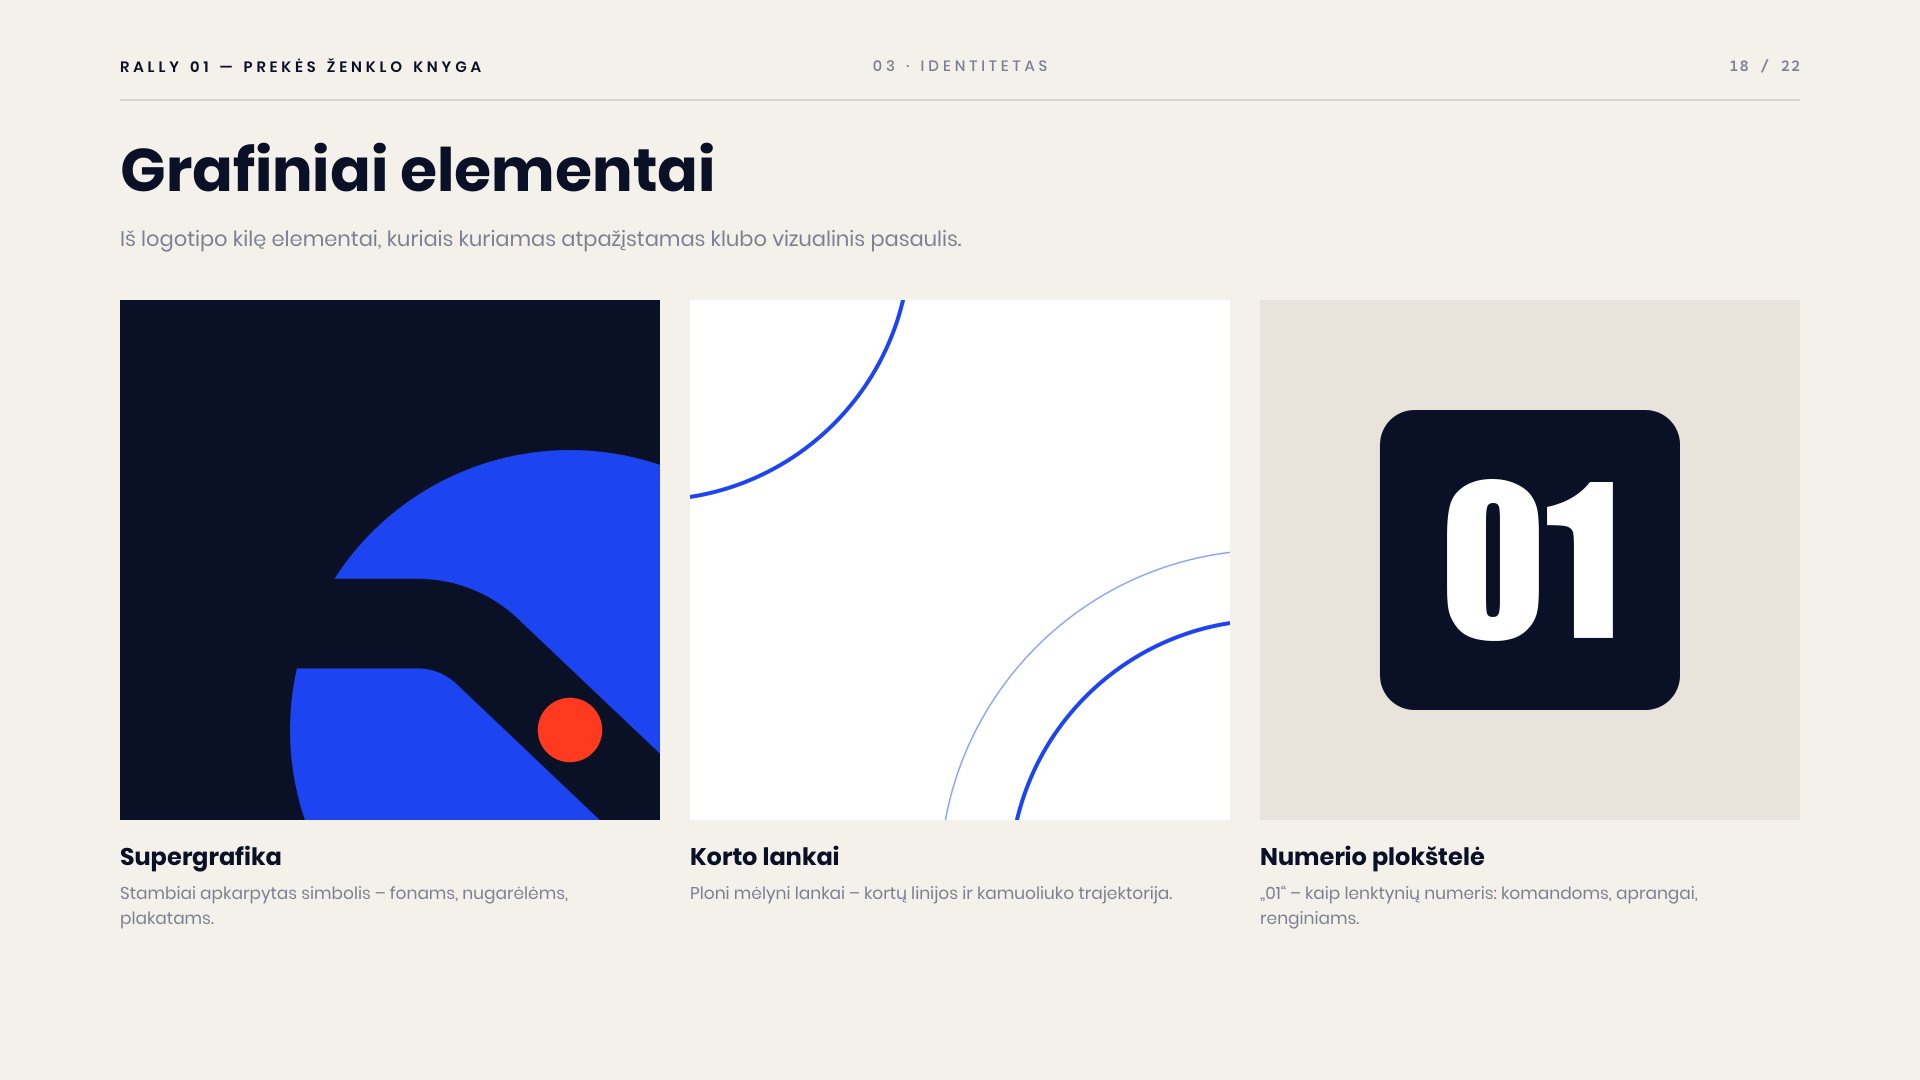 RALLY 01 — PREKĖS ŽENKLO KNYGA
03 · IDENTITETAS
18 / 22
Grafiniai elementai
Iš logotipo kilę elementai, kuriais kuriamas atpažįstamas klubo vizualinis pasaulis.
01
Supergrafika
Stambiai apkarpytas simbolis – fonams, nugarėlėms,
plakatams.
Korto lankai
Ploni mėlyni lankai – kortų linijos ir kamuoliuko trajektorija.
Numerio plokštelė
„01“ – kaip lenktynių numeris: komandoms, aprangai,
renginiams.